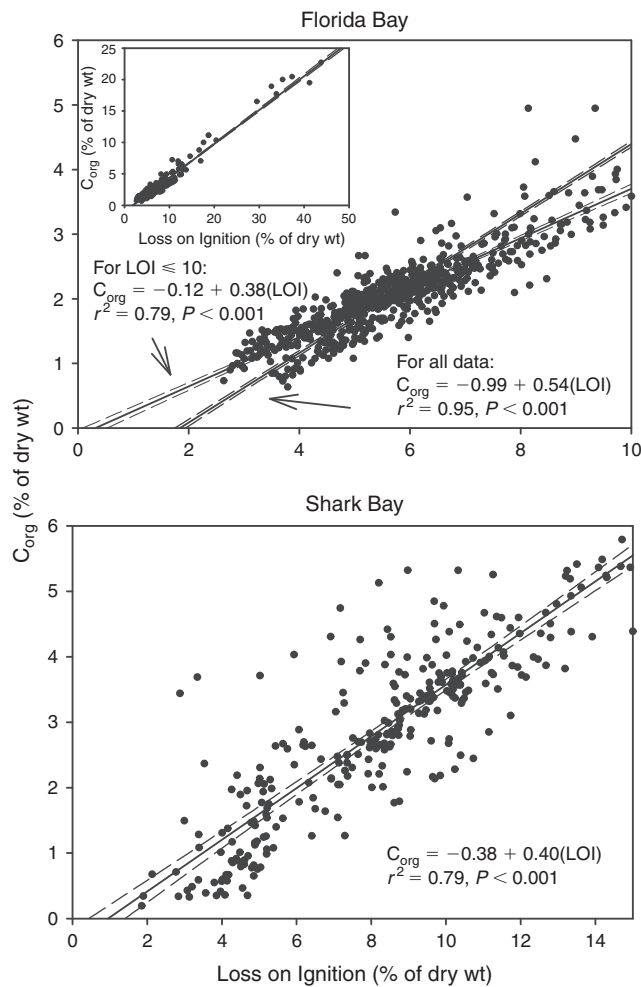 Florida Bay
6
5
4
3
2
1
0
25
20
15
10
5
0
0 10 20 30 40 50
C_org (% of dry wt)
Loss on Ignition (% of dry wt)
For LOI ⩽ 10:
C_org = −0.12 + 0.38(LOI)
r² = 0.79, P < 0.001
For all data:
C_org = −0.99 + 0.54(LOI)
r² = 0.95, P < 0.001
0 2 4 6 8 10
C_org (% of dry wt)
Shark Bay
6
5
4
3
2
1
0
C_org = −0.38 + 0.40(LOI)
r² = 0.79, P < 0.001
0 2 4 6 8 10 12 14
Loss on Ignition (% of dry wt)